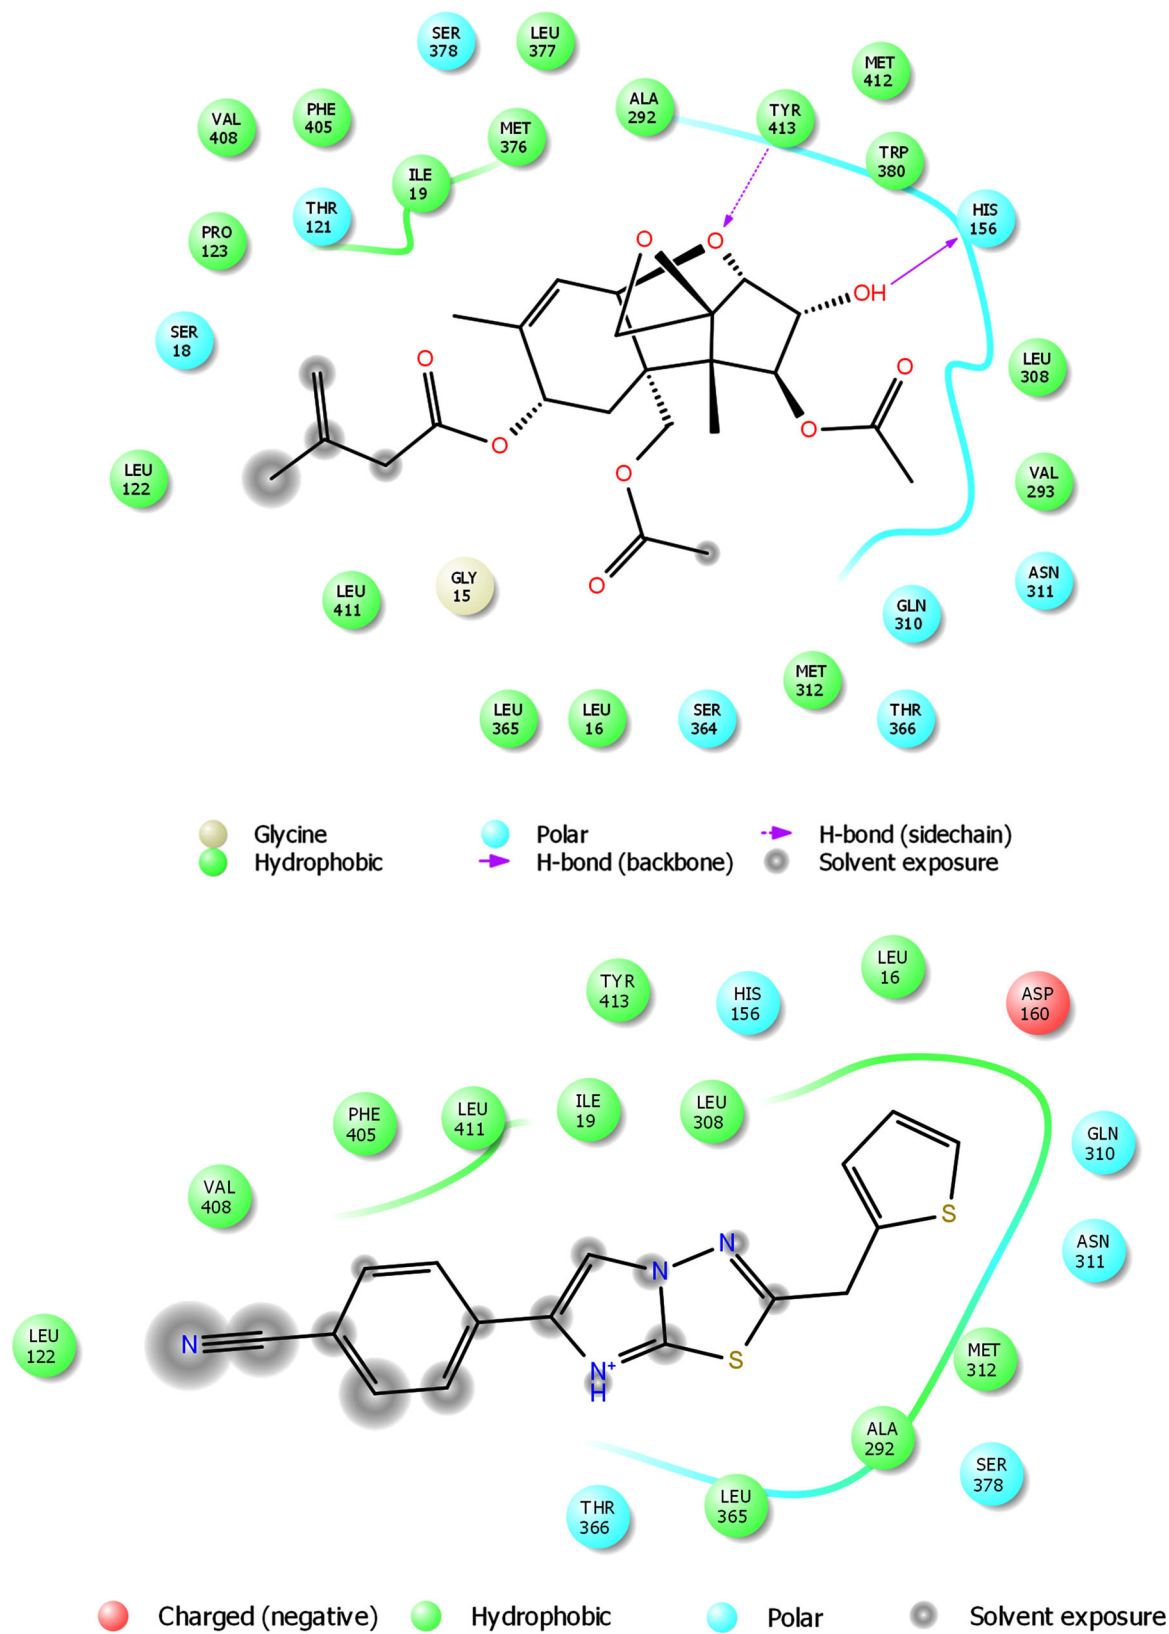 SER
378
LEU
377
MET
412
ALA
292
TYR
413
VAL
408
PHE
405
MET
376
TRP
380
ILE
19
THR
121
HIS
156
PRO
123
O
O
OH
SER
18
O
O
LEU
308
O
O
LEU
122
O
VAL
293
O
GLY
15
LEU
411
ASN
311
GLN
310
MET
312
LEU
365
LEU
16
SER
364
THR
366
Glycine
Polar
H-bond (sidechain)
Hydrophobic
H-bond (backbone)
Solvent exposure
LEU
16
TYR
413
HIS
156
ASP
160
PHE
405
LEU
411
ILE
19
LEU
308
GLN
310
VAL
408
S
N
N
ASN
311
LEU
122
N
S
N+
H
MET
312
ALA
292
SER
378
THR
366
LEU
365
Charged (negative)
Hydrophobic
Polar
Solvent exposure